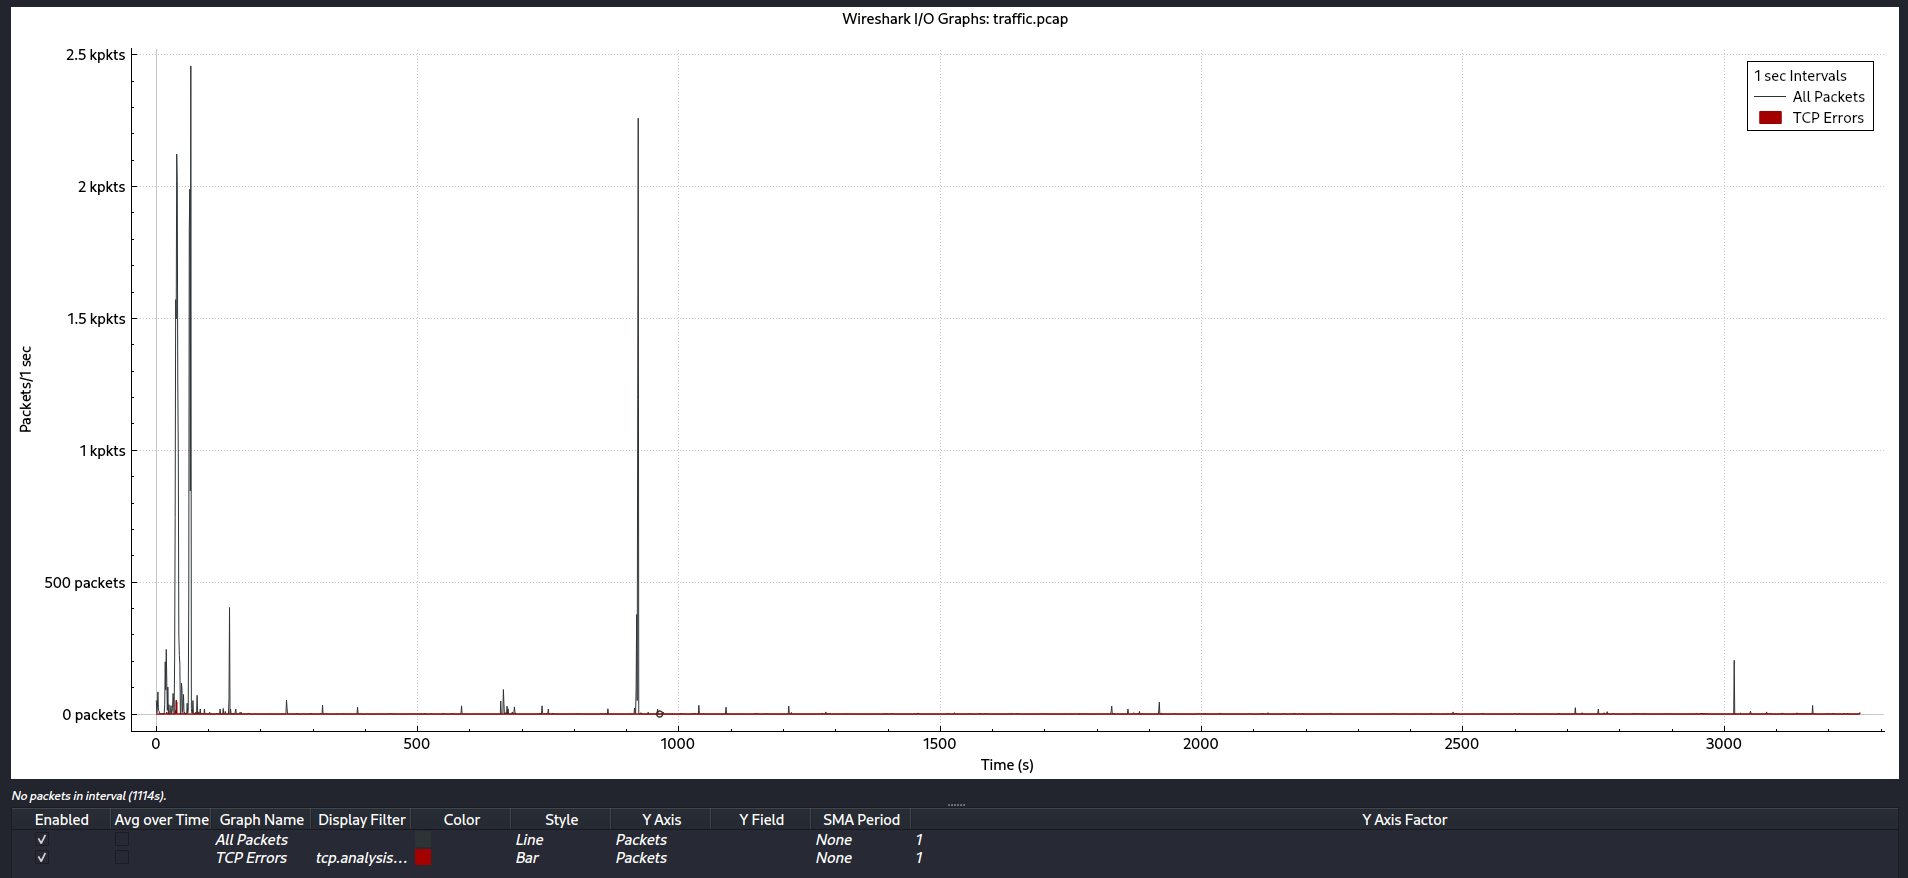 Wireshark I/O Graphs: traffic.pcap
2.5 kpkts
2 kpkts
1.5 kpkts
1 kpkts
500 packets
0 packets
Packets/1 sec
1 sec Intervals
All Packets
TCP Errors
0 500 1000 1500 2000 2500 3000
Time (s)
No packets in interval (1114s).
Enabled Avg over Time Graph Name Display Filter Color Style Y Axis Y Field SMA Period Y Axis Factor
All Packets Line Packets None 1
TCP Errors tcp.analysis... Bar Packets None 1